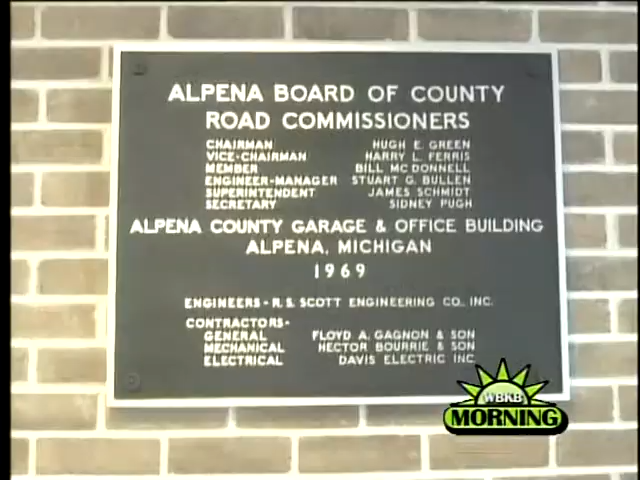 ALPENA BOARD OF COUNTY
ROAD COMMISSIONERS
CHAIRMAN HUGH E. GREEN
VICE-CHAIRMAN HARRY L. FERRIS
MEMBER BILL MC DONNELL
ENGINEER-MANAGER STUART G. BULLEN
SUPERINTENDENT JAMES SCHMIDT
SECRETARY SIDNEY PUGH
ALPENA COUNTY GARAGE & OFFICE BUILDING
ALPENA, MICHIGAN
1969
ENGINEERS - R. S. SCOTT ENGINEERING CO., INC.
CONTRACTORS-
GENERAL FLOYD A. GAGNON & SON
MECHANICAL HECTOR BOURRIE & SON
ELECTRICAL DAVIS ELECTRIC INC.
WBKB
MORNING